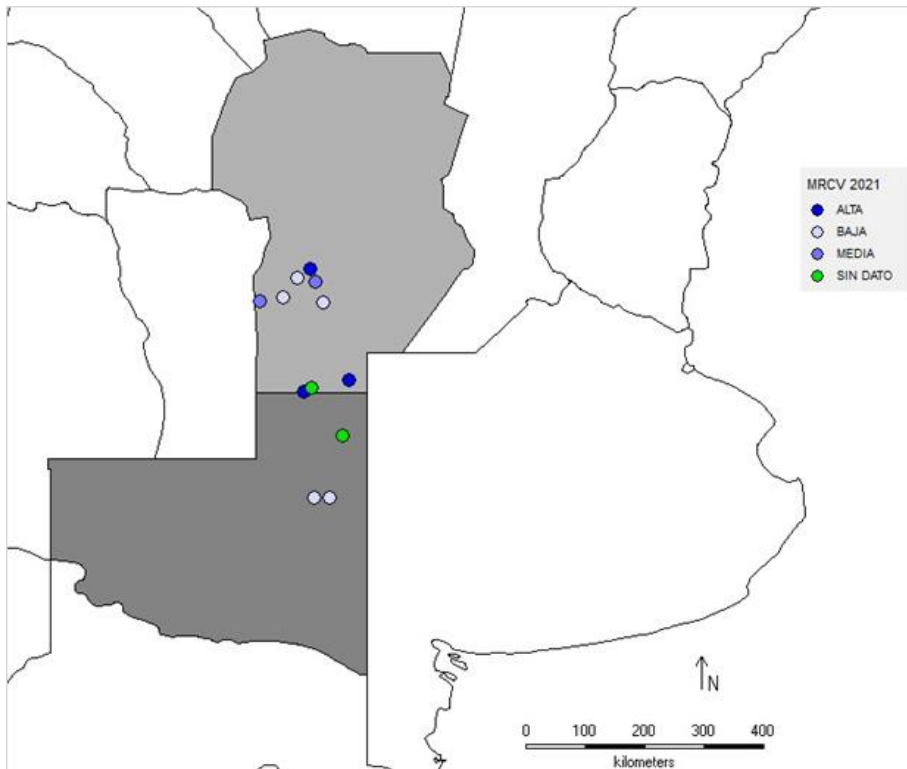 MRCV 2021
ALTA
BAJA
MEDIA
SIN DATO
N
0 100 200 300 400
kilometers